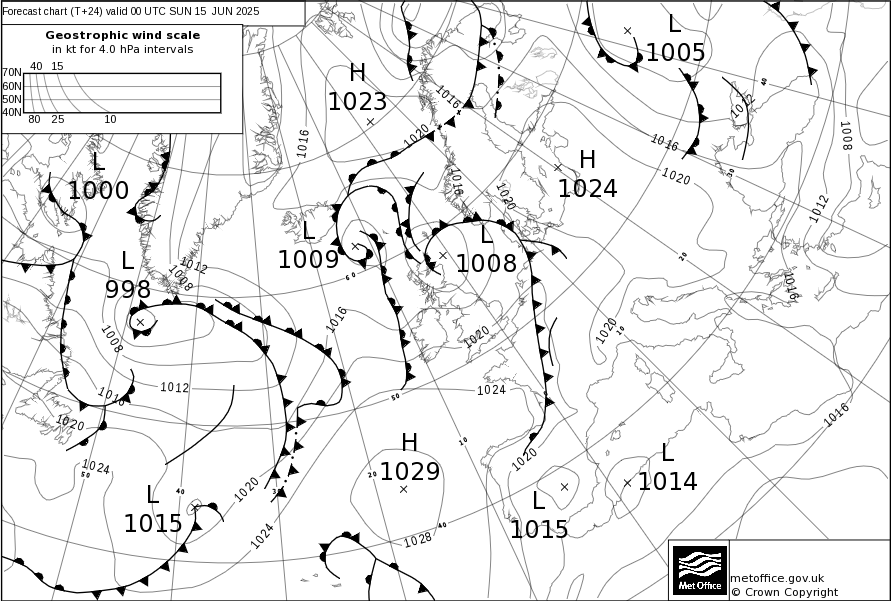 Forecast chart (T+24) valid 00 UTC SUN 15 JUN 2025
Geostrophic wind scale
in kt for 4.0 hPa intervals
40 15
70N
60N
50N
40N
80 25 10
H
1023
L
1005
H
1024
L
1000
L
1009
L
1008
L
998
H
1029
L
1015
L
1015
L
1014
1016
1020
1016
1016
1020
1012
1016
1020
1008
1012
1016
1012
1008
1008
1012
1016
1020
1024
1016
1020
1024
1020
1020
1024
1028
1020
1016
60
50
50
40
40
30
20
20
10
10
40
30
metoffice.gov.uk
© Crown Copyright
Met Office